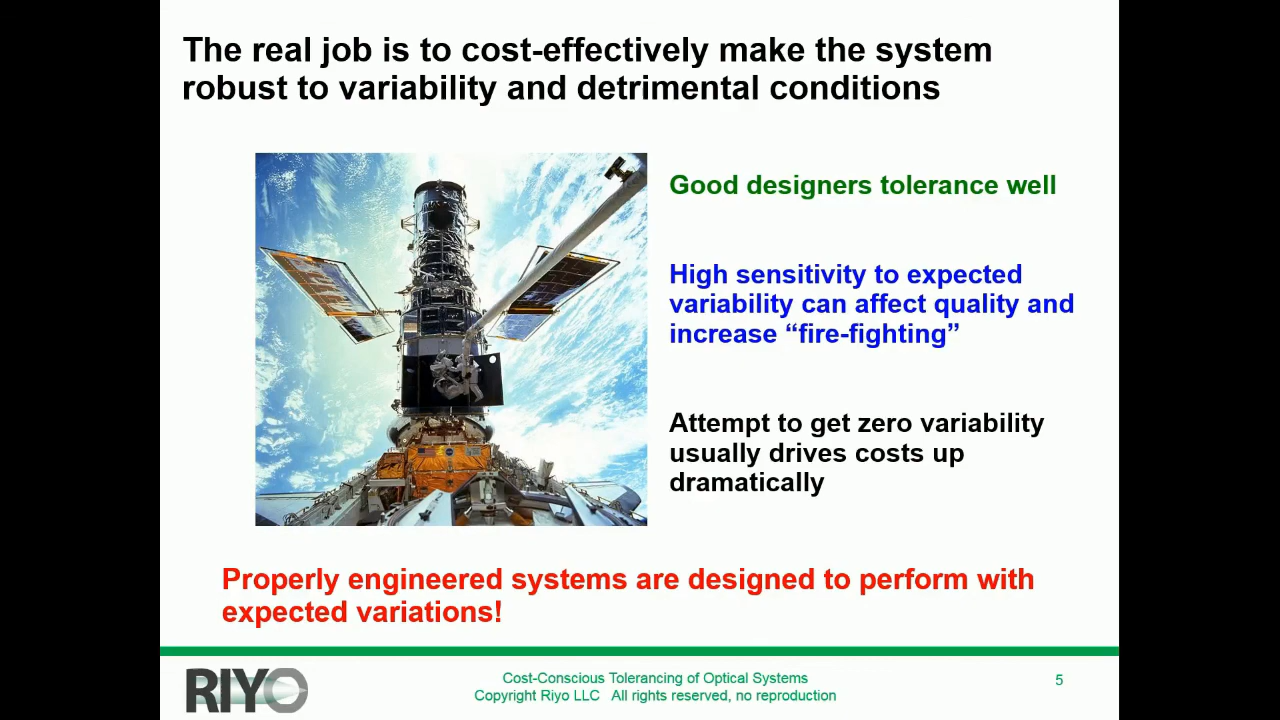 The real job is to cost-effectively make the system
robust to variability and detrimental conditions
Good designers tolerance well
High sensitivity to expected
variability can affect quality and
increase “fire-fighting”
Attempt to get zero variability
usually drives costs up
dramatically
Properly engineered systems are designed to perform with
expected variations!
RIYO
Cost-Conscious Tolerancing of Optical Systems
Copyright Riyo LLC   All rights reserved, no reproduction
5